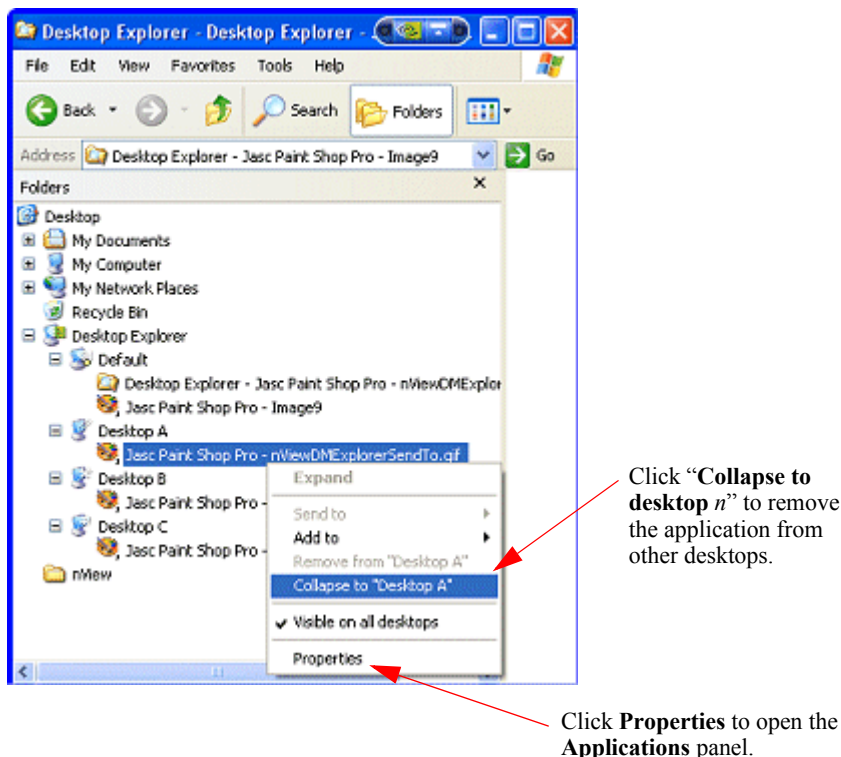 Desktop Explorer - Desktop Explorer -
File Edit View Favorites Tools Help
Back Search Folders
Address Desktop Explorer - Jasc Paint Shop Pro - Image9 Go
Folders
Desktop
My Documents
My Computer
My Network Places
Recycle Bin
Desktop Explorer
Default
Desktop Explorer - Jasc Paint Shop Pro - nViewDMExplor
Jasc Paint Shop Pro - Image9
Desktop A
Jasc Paint Shop Pro - nViewDMExplorerSendTo.gif
Desktop B
Jasc Paint Shop Pro -
Desktop C
Jasc Paint Shop Pro -
nView
Expand
Send to
Add to
Remove from "Desktop A"
Collapse to "Desktop A"
Visible on all desktops
Properties
Click “Collapse to
desktop n” to remove
the application from
other desktops.
Click Properties to open the
Applications panel.